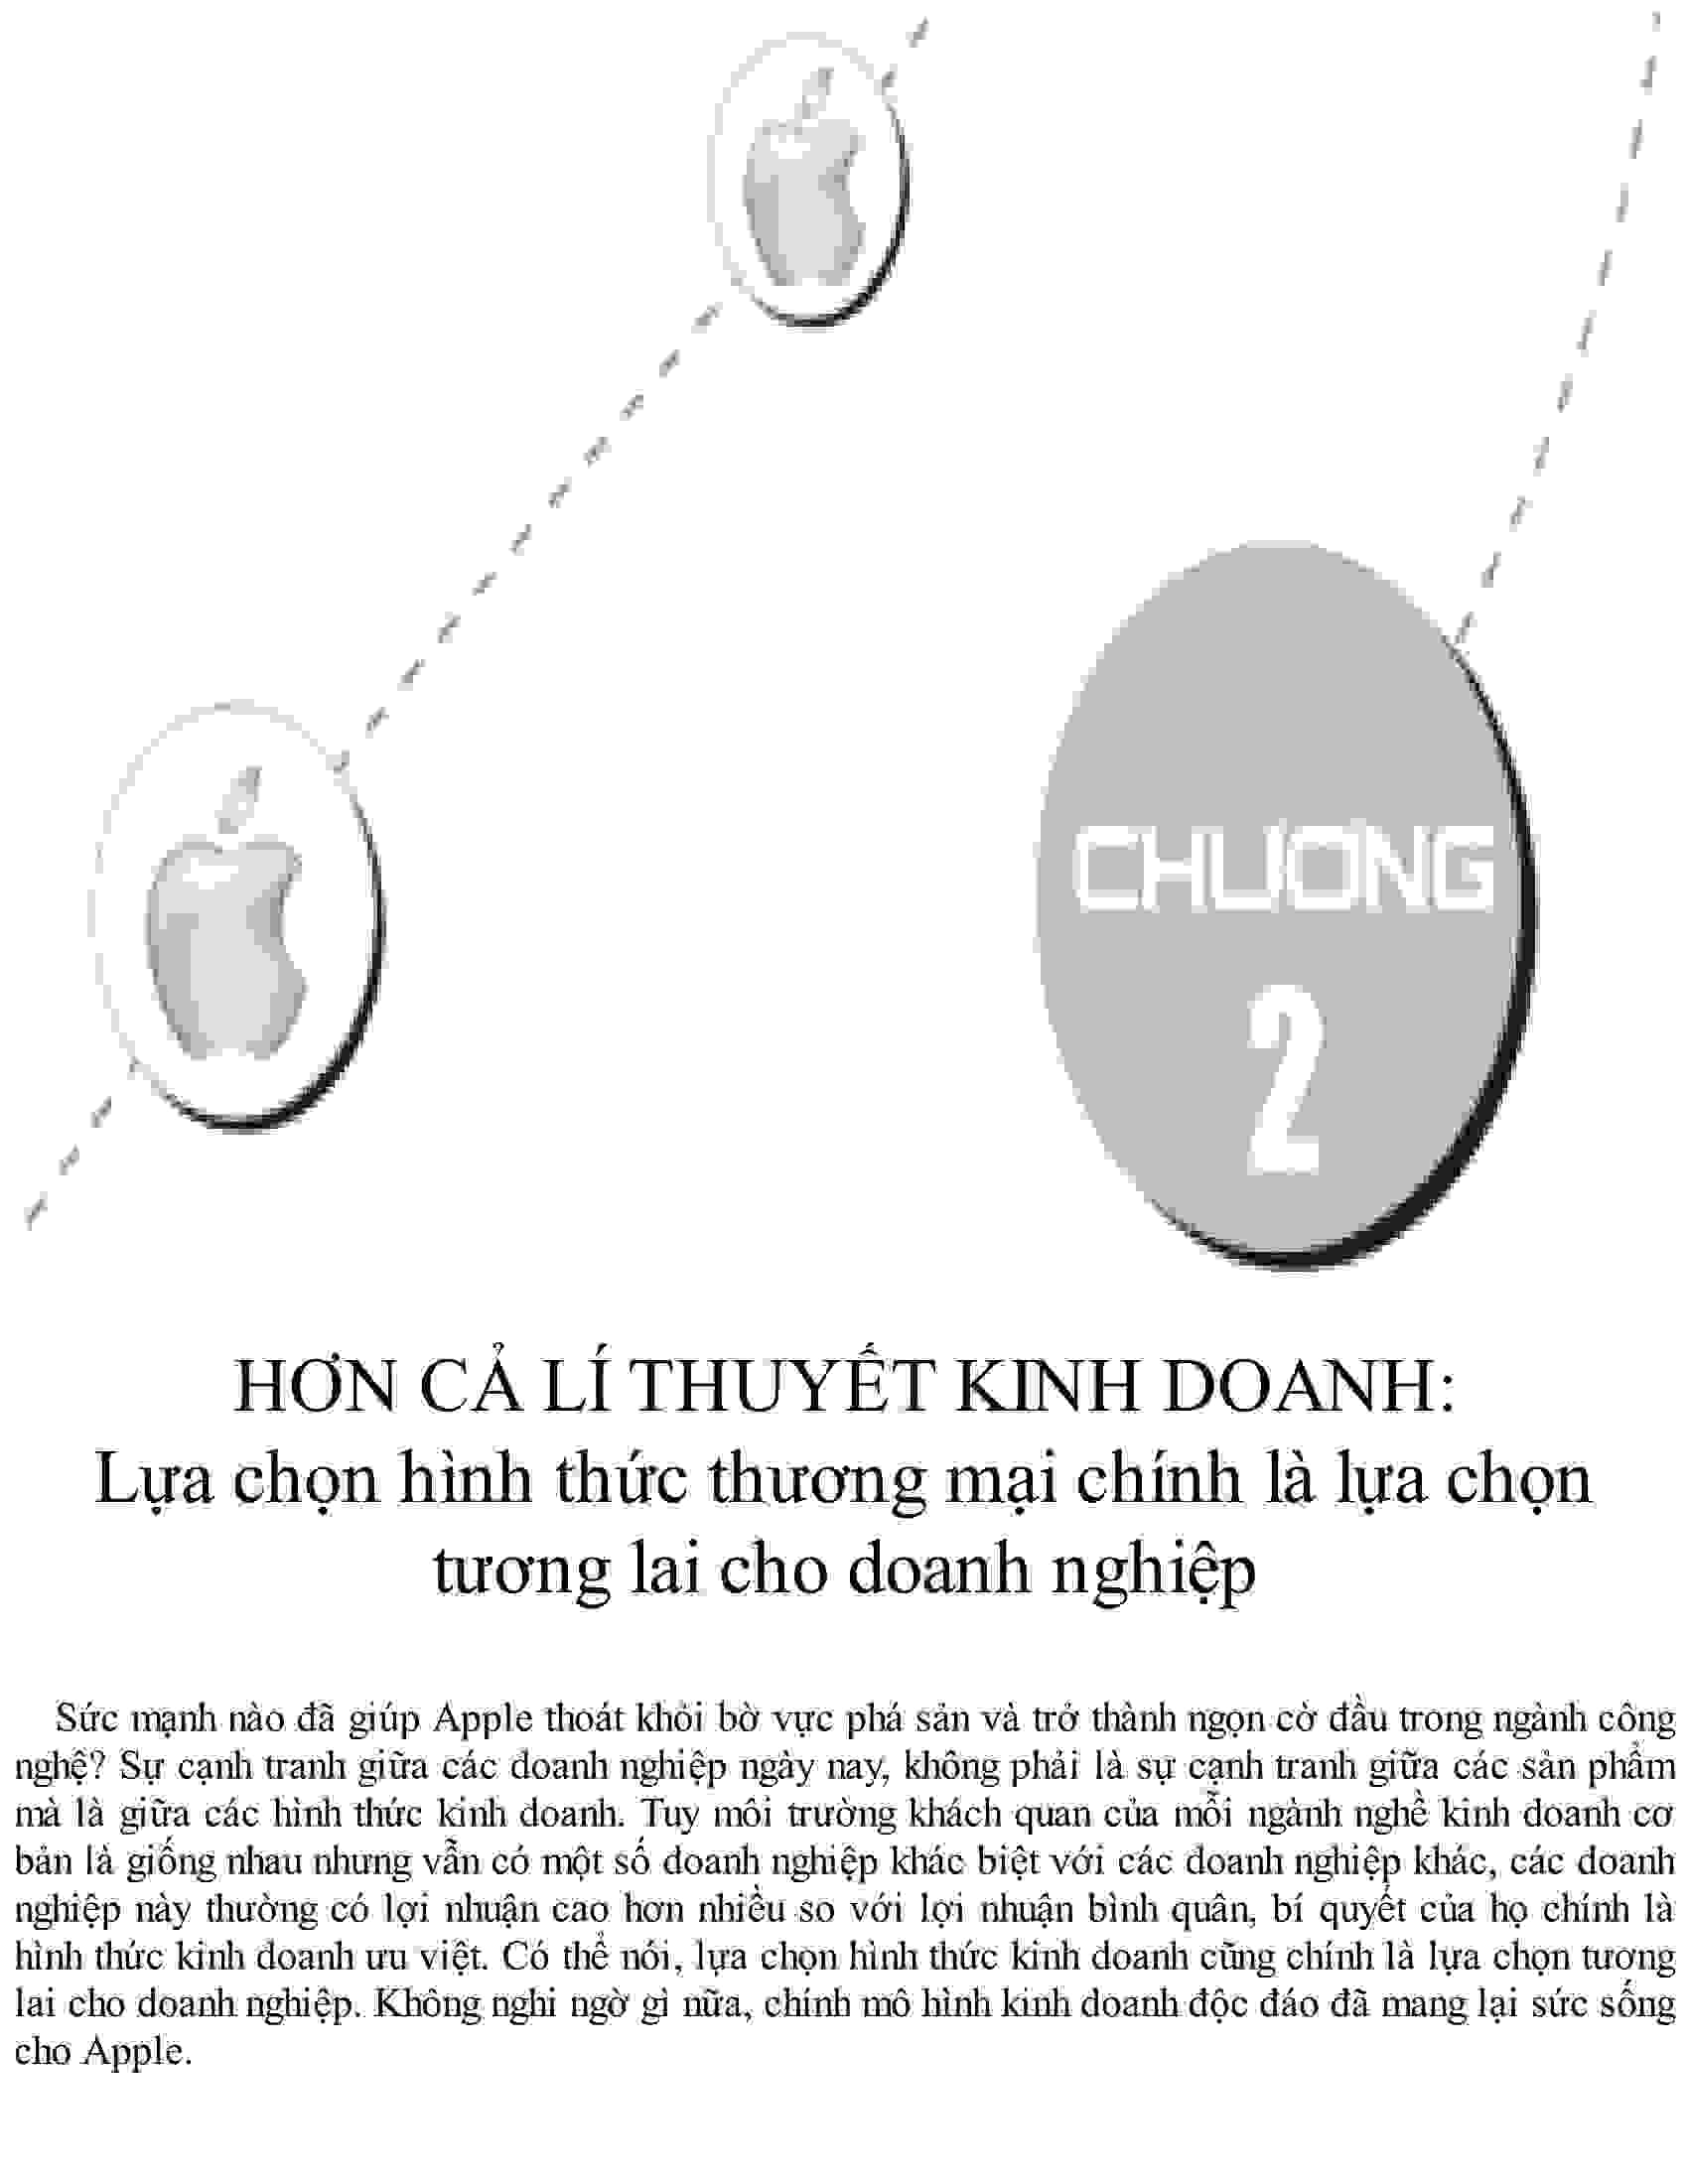 CHƯƠNG
2
HƠN CẢ LÍ THUYẾT KINH DOANH:
Lựa chọn hình thức thương mại chính là lựa chọn
tương lai cho doanh nghiệp
Sức mạnh nào đã giúp Apple thoát khỏi bờ vực phá sản và trở thành ngọn cờ đầu trong ngành công
nghệ? Sự cạnh tranh giữa các doanh nghiệp ngày nay, không phải là sự cạnh tranh giữa các sản phẩm
mà là giữa các hình thức kinh doanh. Tuy môi trường khách quan của mỗi ngành nghề kinh doanh cơ
bản là giống nhau nhưng vẫn có một số doanh nghiệp khác biệt với các doanh nghiệp khác, các doanh
nghiệp này thường có lợi nhuận cao hơn nhiều so với lợi nhuận bình quân, bí quyết của họ chính là
hình thức kinh doanh ưu việt. Có thể nói, lựa chọn hình thức kinh doanh cũng chính là lựa chọn tương
lai cho doanh nghiệp. Không nghi ngờ gì nữa, chính mô hình kinh doanh độc đáo đã mang lại sức sống
cho Apple.